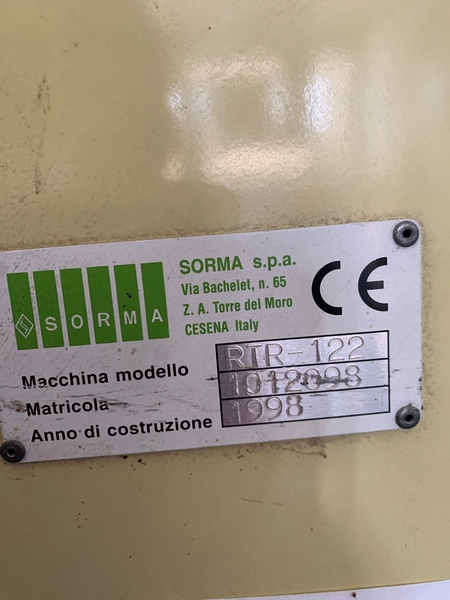 SORMA
SORMA s.p.a.
Via Bachelet, n. 65
Z. A. Torre del Moro
CESENA Italy
CE
Macchina modello RTR-122
Matricola 1012098
Anno di costruzione 1998